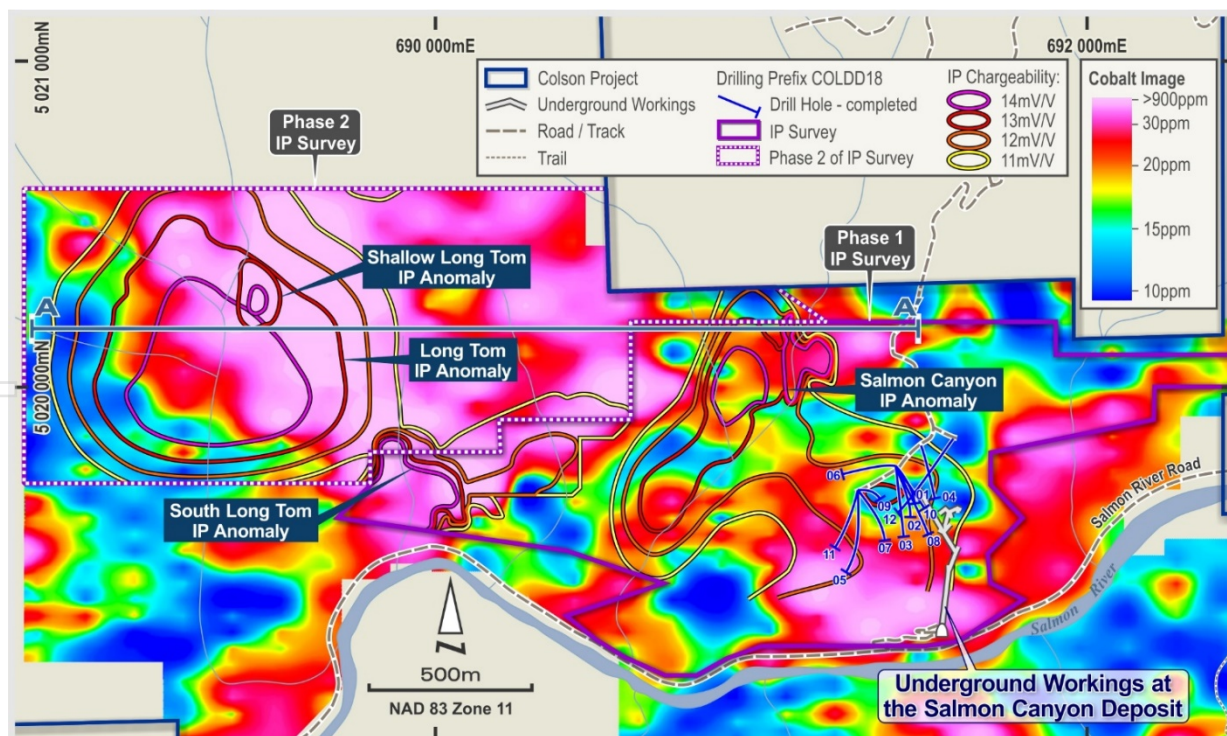 5 021 000mN
690 000mE
692 000mE
Colson Project
Underground Workings
Road / Track
Trail
Drilling Prefix COLDD18
Drill Hole - completed
IP Survey
Phase 2 of IP Survey
IP Chargeability:
14mV/V
13mV/V
12mV/V
11mV/V
Cobalt Image
>900ppm
30ppm
20ppm
15ppm
10ppm
Phase 2
IP Survey
Phase 1
IP Survey
Shallow Long Tom
IP Anomaly
A
A'
Long Tom
IP Anomaly
Salmon Canyon
IP Anomaly
5 020 000mN
South Long Tom
IP Anomaly
06
09
01
04
12
10
02
11
07
03
08
05
Salmon River Road
Salmon River
N
500m
NAD 83 Zone 11
Underground Workings at
the Salmon Canyon Deposit